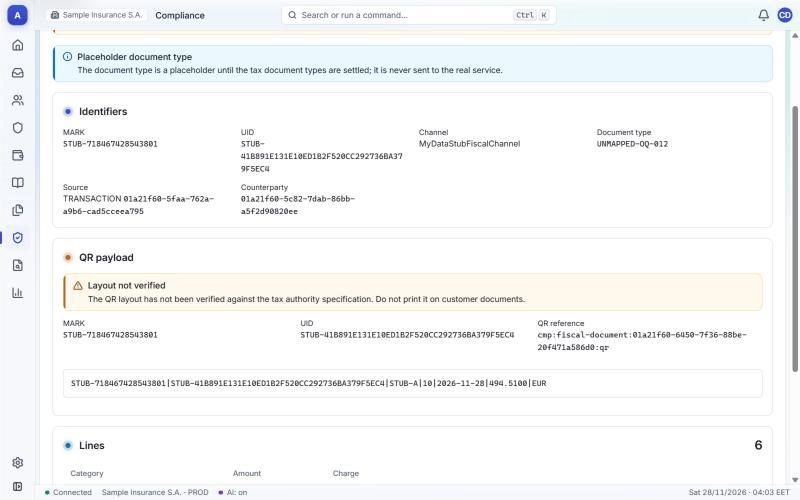 A
Sample Insurance S.A.
Compliance
Search or run a command...
Ctrl K
CD
Placeholder document type
The document type is a placeholder until the tax document types are settled; it is never sent to the real service.
Identifiers
MARK
UID
Channel
Document type
STUB-718467428543801
STUB-
41B891E131E10ED1B2F520CC292736BA37
9F5EC4
MyDataStubFiscalChannel
UNMAPPED-OQ-012
Source
Counterparty
TRANSACTION 01a21f60-5faa-762a-
a9b6-cad5cceea795
01a21f60-5c82-7dab-86bb-
a5f2d90820ee
QR payload
Layout not verified
The QR layout has not been verified against the tax authority specification. Do not print it on customer documents.
MARK
UID
QR reference
STUB-718467428543801
STUB-41B891E131E10ED1B2F520CC292736BA379F5EC4
cmp:fiscal-document:01a21f60-6450-7f36-88be-
20f471a586d0:qr
STUB-718467428543801|STUB-41B891E131E10ED1B2F520CC292736BA379F5EC4|STUB-A|10|2026-11-28|494.5100|EUR
Lines
6
Category
Amount
Charge
Connected
Sample Insurance S.A. · PROD
AI: on
Sat 28/11/2026 · 04:03 EET